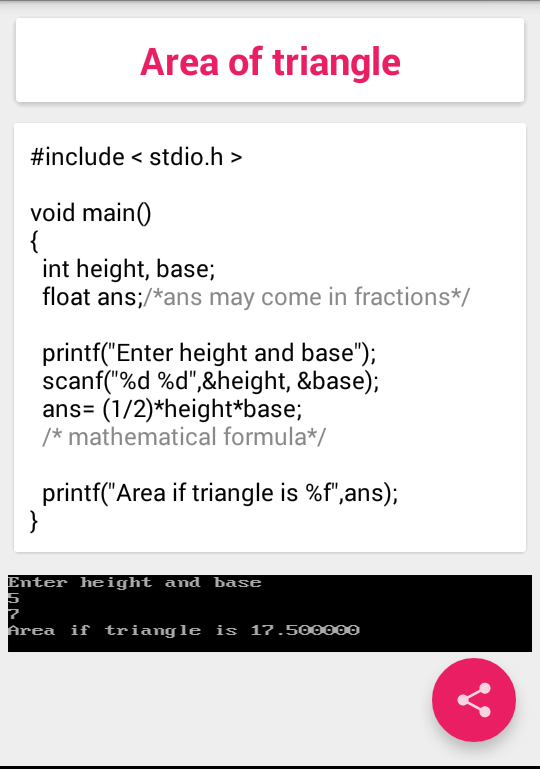 Area of triangle
#include < stdio.h >
void main()
{
int height, base;
float ans;/*ans may come in fractions*/
printf("Enter height and base");
scanf("%d %d",&height, &base);
ans= (1/2)*height*base;
/* mathematical formula*/
printf("Area if triangle is %f",ans);
}
Enter height and base
5
7
Area if triangle is 17.500000